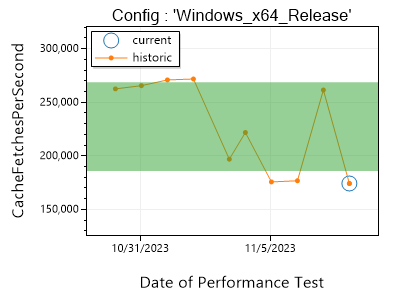 Config : 'Windows_x64_Release'
current
historic
300,000
250,000
200,000
150,000
CacheFetchesPerSecond
10/31/2023
11/5/2023
Date of Performance Test